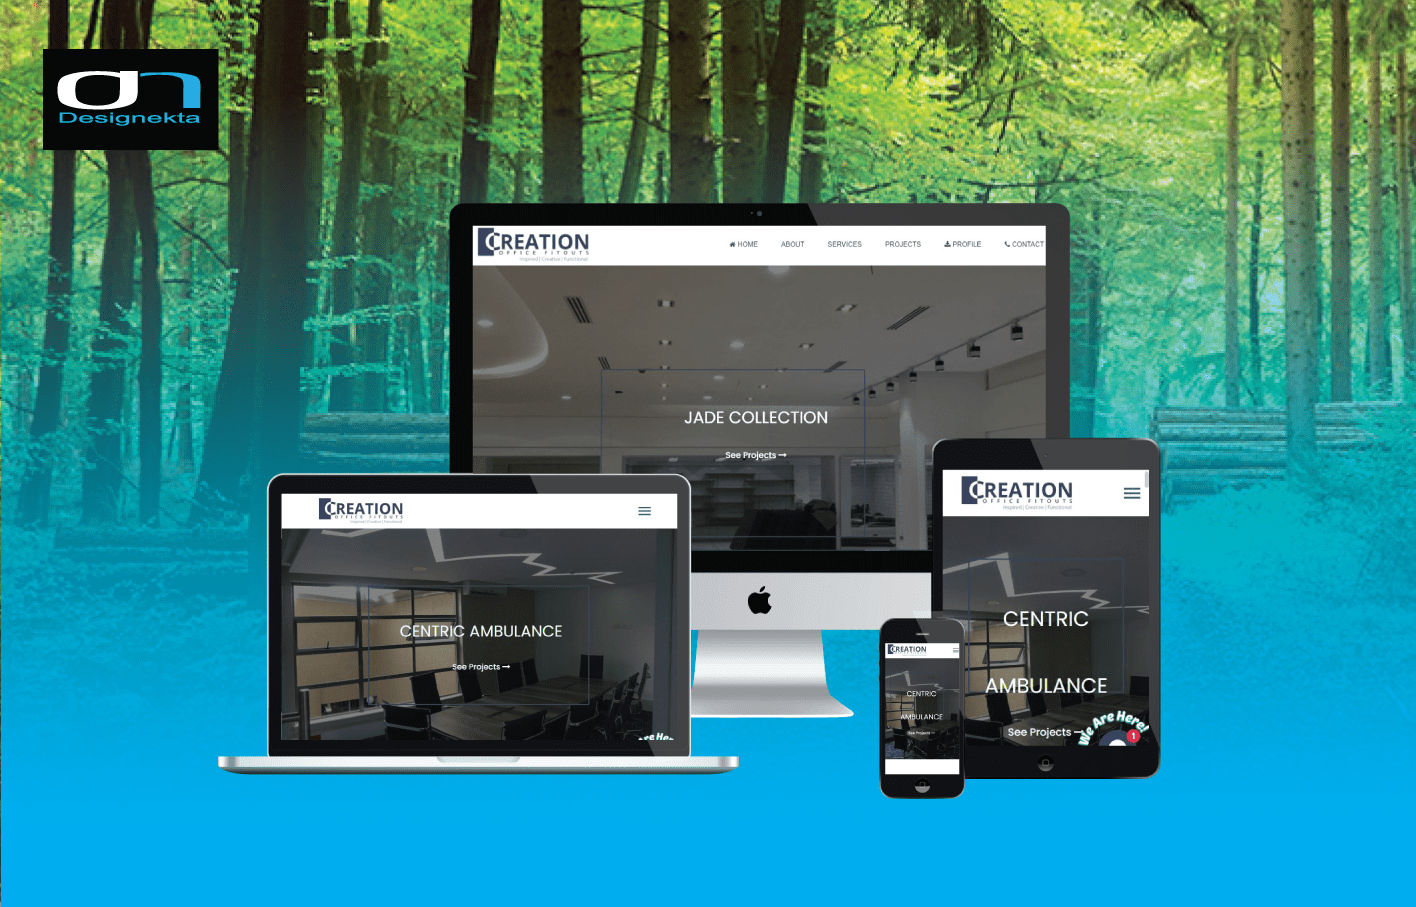 Designekta
CREATION
OFFICE FITOUTS
Inspired | Creative | Functional
HOME
ABOUT
SERVICES
PROJECTS
PROFILE
CONTACT
JADE COLLECTION
See Projects
CREATION
OFFICE FITOUTS
Inspired | Creative | Functional
CENTRIC AMBULANCE
See Projects
CREATION
OFFICE FITOUTS
Inspired | Creative | Functional
CENTRIC
AMBULANCE
See Projects
We Are Here!
1
CREATION
CENTRIC
AMBULANCE
See Projects